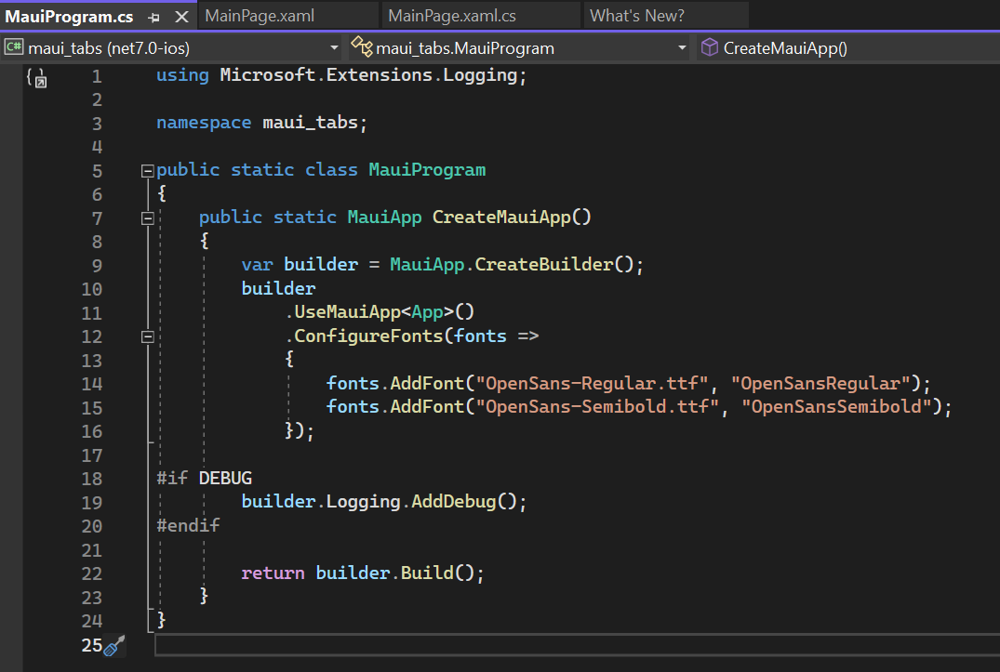 MauiProgram.cs MainPage.xaml MainPage.xaml.cs What's New?
C# maui_tabs (net7.0-ios) maui_tabs.MauiProgram CreateMauiApp()
1 using Microsoft.Extensions.Logging;
2
3 namespace maui_tabs;
4
5 public static class MauiProgram
6 {
7 public static MauiApp CreateMauiApp()
8 {
9 var builder = MauiApp.CreateBuilder();
10 builder
11 .UseMauiApp<App>()
12 .ConfigureFonts(fonts =>
13 {
14 fonts.AddFont("OpenSans-Regular.ttf", "OpenSansRegular");
15 fonts.AddFont("OpenSans-Semibold.ttf", "OpenSansSemibold");
16 });
17
18 #if DEBUG
19 builder.Logging.AddDebug();
20 #endif
21
22 return builder.Build();
23 }
24 }
25